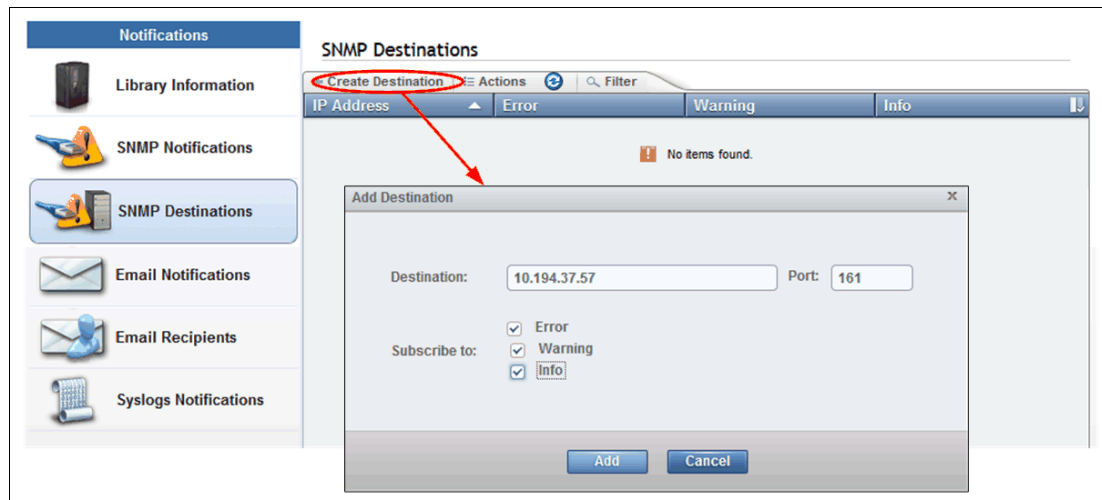 Notifications
Library Information
SNMP Notifications
SNMP Destinations
Email Notifications
Email Recipients
Syslogs Notifications
SNMP Destinations
Create Destination Actions Filter
IP Address Error Warning Info
No items found.
Add Destination x
Destination: 10.194.37.57 Port: 161
Subscribe to:
Error
Warning
Info
Add Cancel